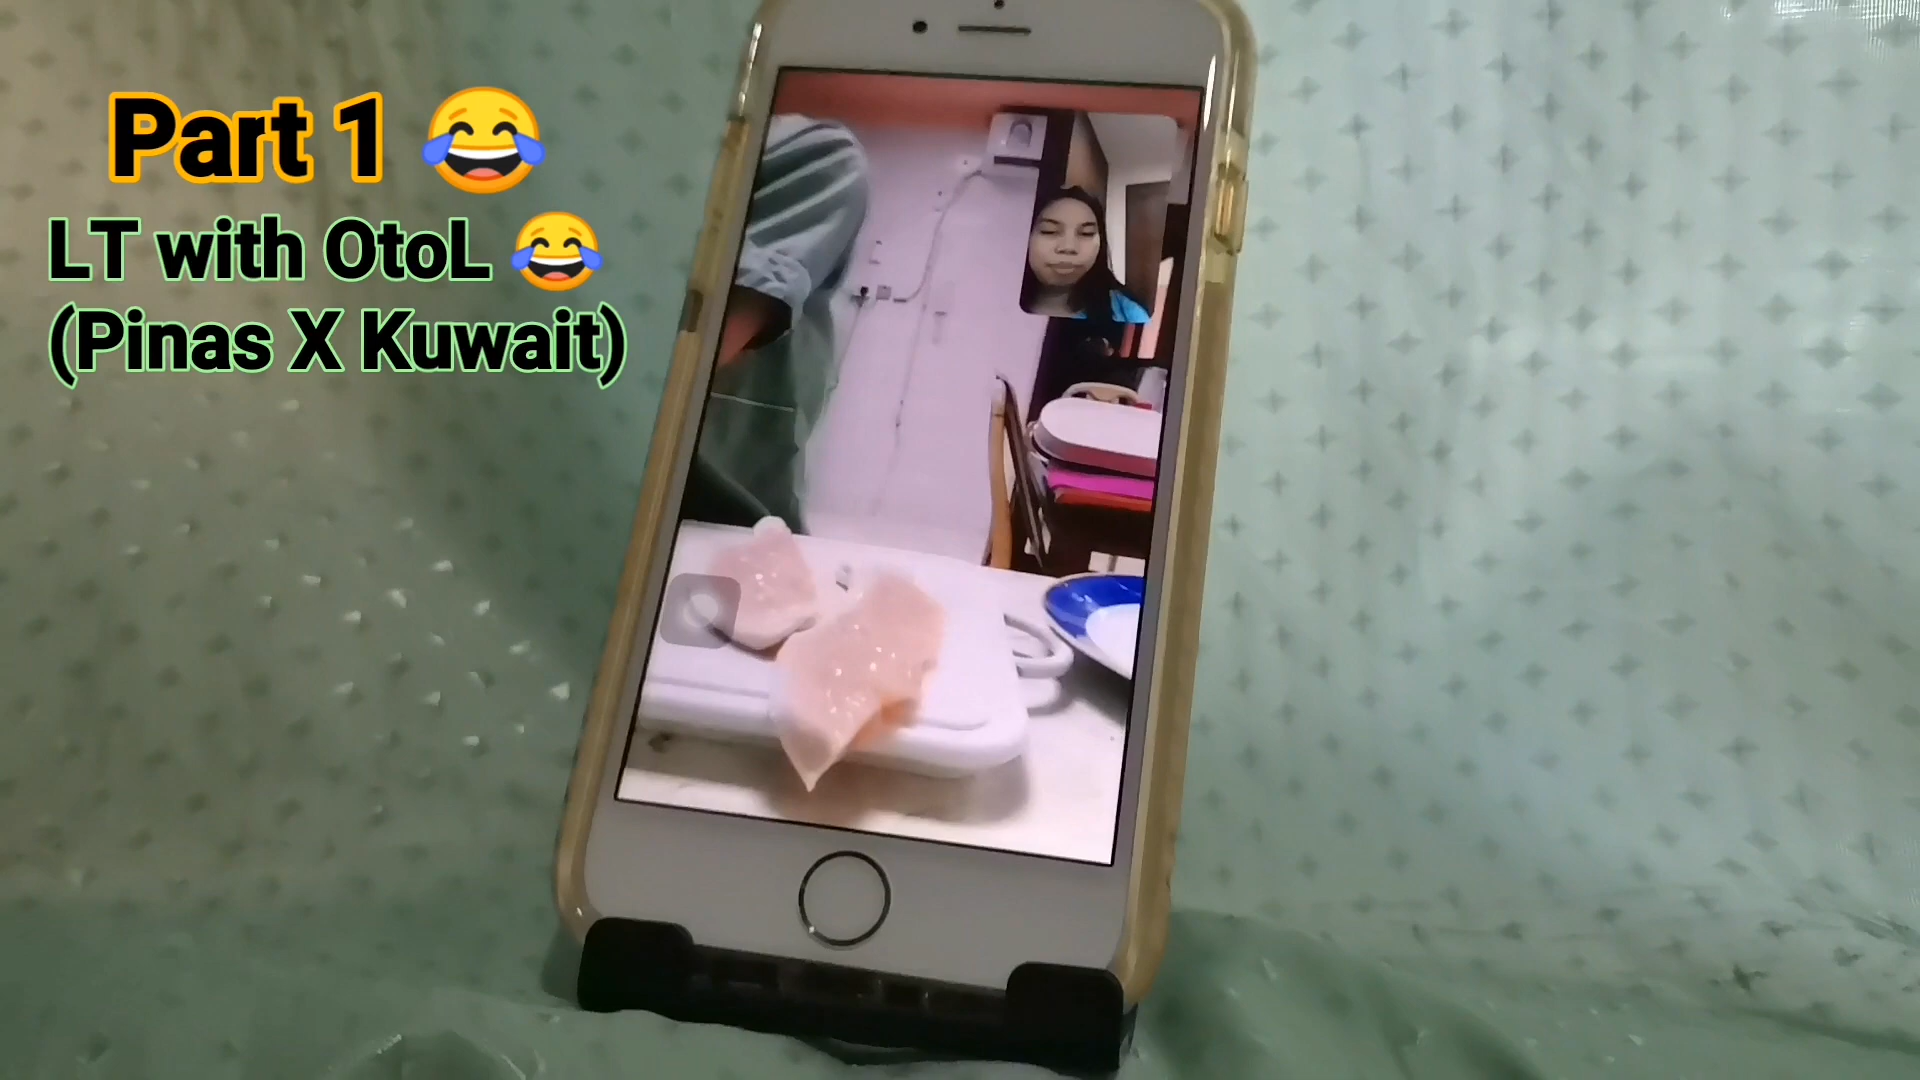 Part 1 😂
LT with OtoL 😂
(Pinas X Kuwait)